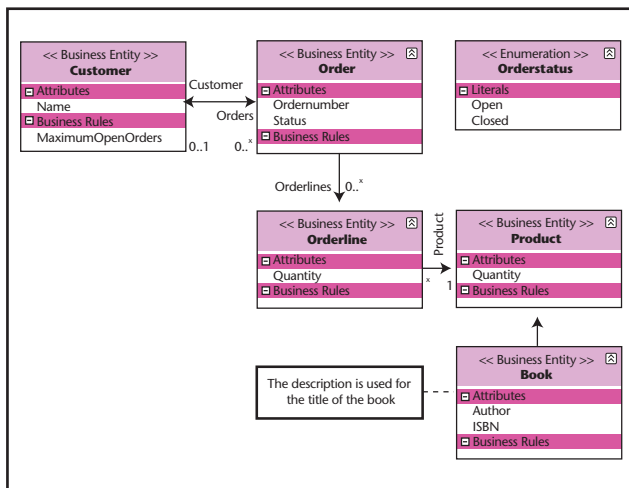 << Business Entity >>
Customer
Attributes
Name
Business Rules
MaximumOpenOrders
Customer
Orders
0..1
0..x
<< Business Entity >>
Order
Attributes
Ordernumber
Status
Business Rules
<< Enumeration >>
Orderstatus
Literals
Open
Closed
Orderlines
0..x
<< Business Entity >>
Orderline
Attributes
Quantity
Business Rules
Product
x
1
<< Business Entity >>
Product
Attributes
Quantity
Business Rules
The description is used for
the title of the book
<< Business Entity >>
Book
Attributes
Author
ISBN
Business Rules